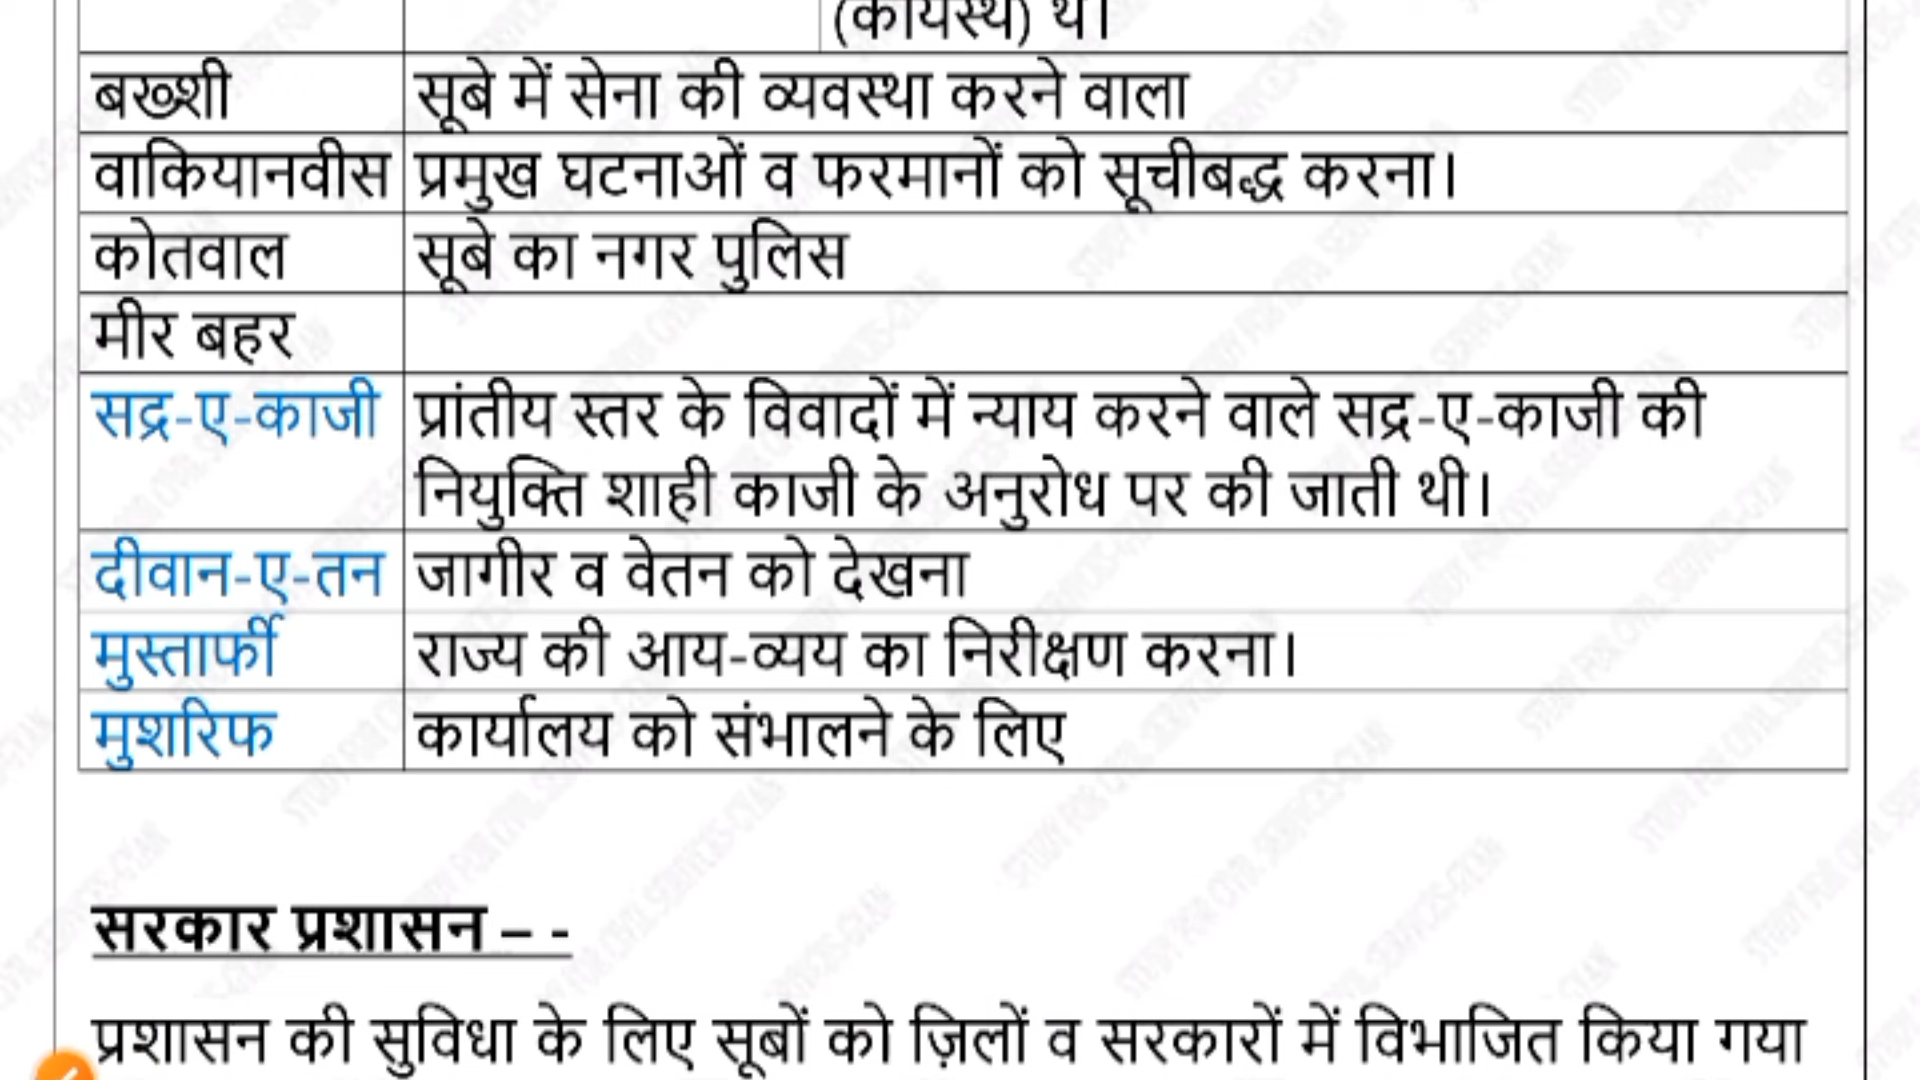 (कायस्थ) थे।
बख्शी सूबे में सेना की व्यवस्था करने वाला
वाकियानवीस प्रमुख घटनाओं व फरमानों को सूचीबद्ध करना।
कोतवाल सूबे का नगर पुलिस
मीर बहर
सद्र-ए-काजी प्रांतीय स्तर के विवादों में न्याय करने वाले सद्र-ए-काजी की
नियुक्ति शाही काजी के अनुरोध पर की जाती थी।
दीवान-ए-तन जागीर व वेतन को देखना
मुस्तार्फी राज्य की आय-व्यय का निरीक्षण करना।
मुशरिफ कार्यालय को संभालने के लिए
सरकार प्रशासन – -
प्रशासन की सुविधा के लिए सूबों को ज़िलों व सरकारों में विभाजित किया गया